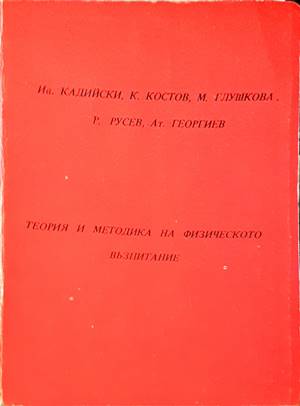 Ив. КАДИЙСКИ, К. КОСТОВ, М. ГЛУШКОВА,
Р. РУСЕВ, Ат. ГЕОРГИЕВ
ТЕОРИЯ И МЕТОДИКА НА ФИЗИЧЕСКОТО
ВЪЗПИТАНИЕ